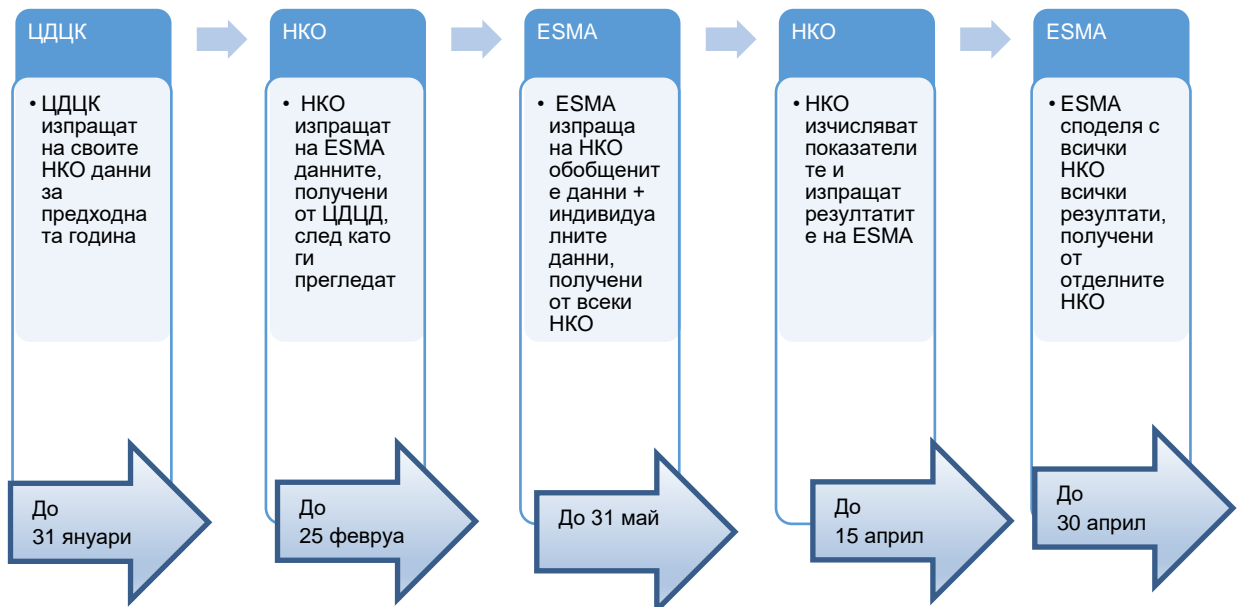 ЦДЦК
• ЦДЦК
изпращат
на своите
НКО данни
за
предходна
та година
До
31 януари
НКО
• НКО
изпращат
на ESMA
данните,
получени
от ЦДЦД,
след като
ги
прегледат
До
25 февруа
ESMA
• ESMA
изпраща
на НКО
обобщенит
е данни +
индивидуа
лните
данни,
получени
от всеки
НКО
До 31 май
НКО
• НКО
изчисляват
показатели
те и
изпращат
резултатит
е на ESMA
До
15 април
ESMA
• ESMA
споделя с
всички
НКО
всички
резултати,
получени
от
отделните
НКО
До
30 април